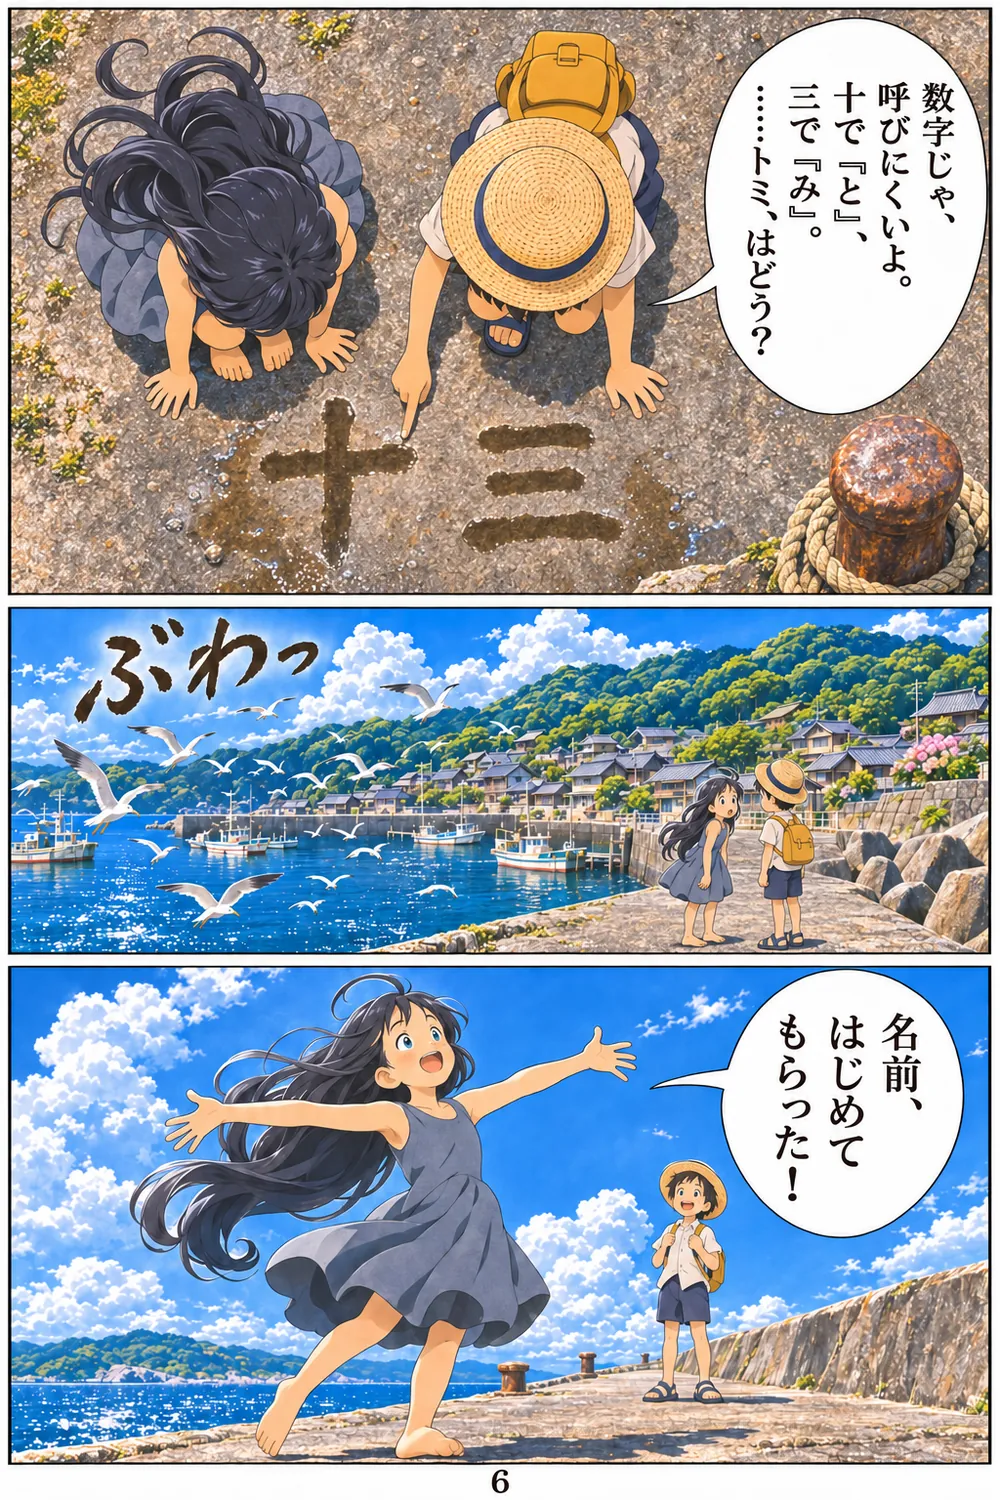 数字じゃ、
呼びにくいよ。
十で『と』、
三で『み』。
……トミ、はどう？
十三
ぶわっ
名前、
はじめて
もらった！
6